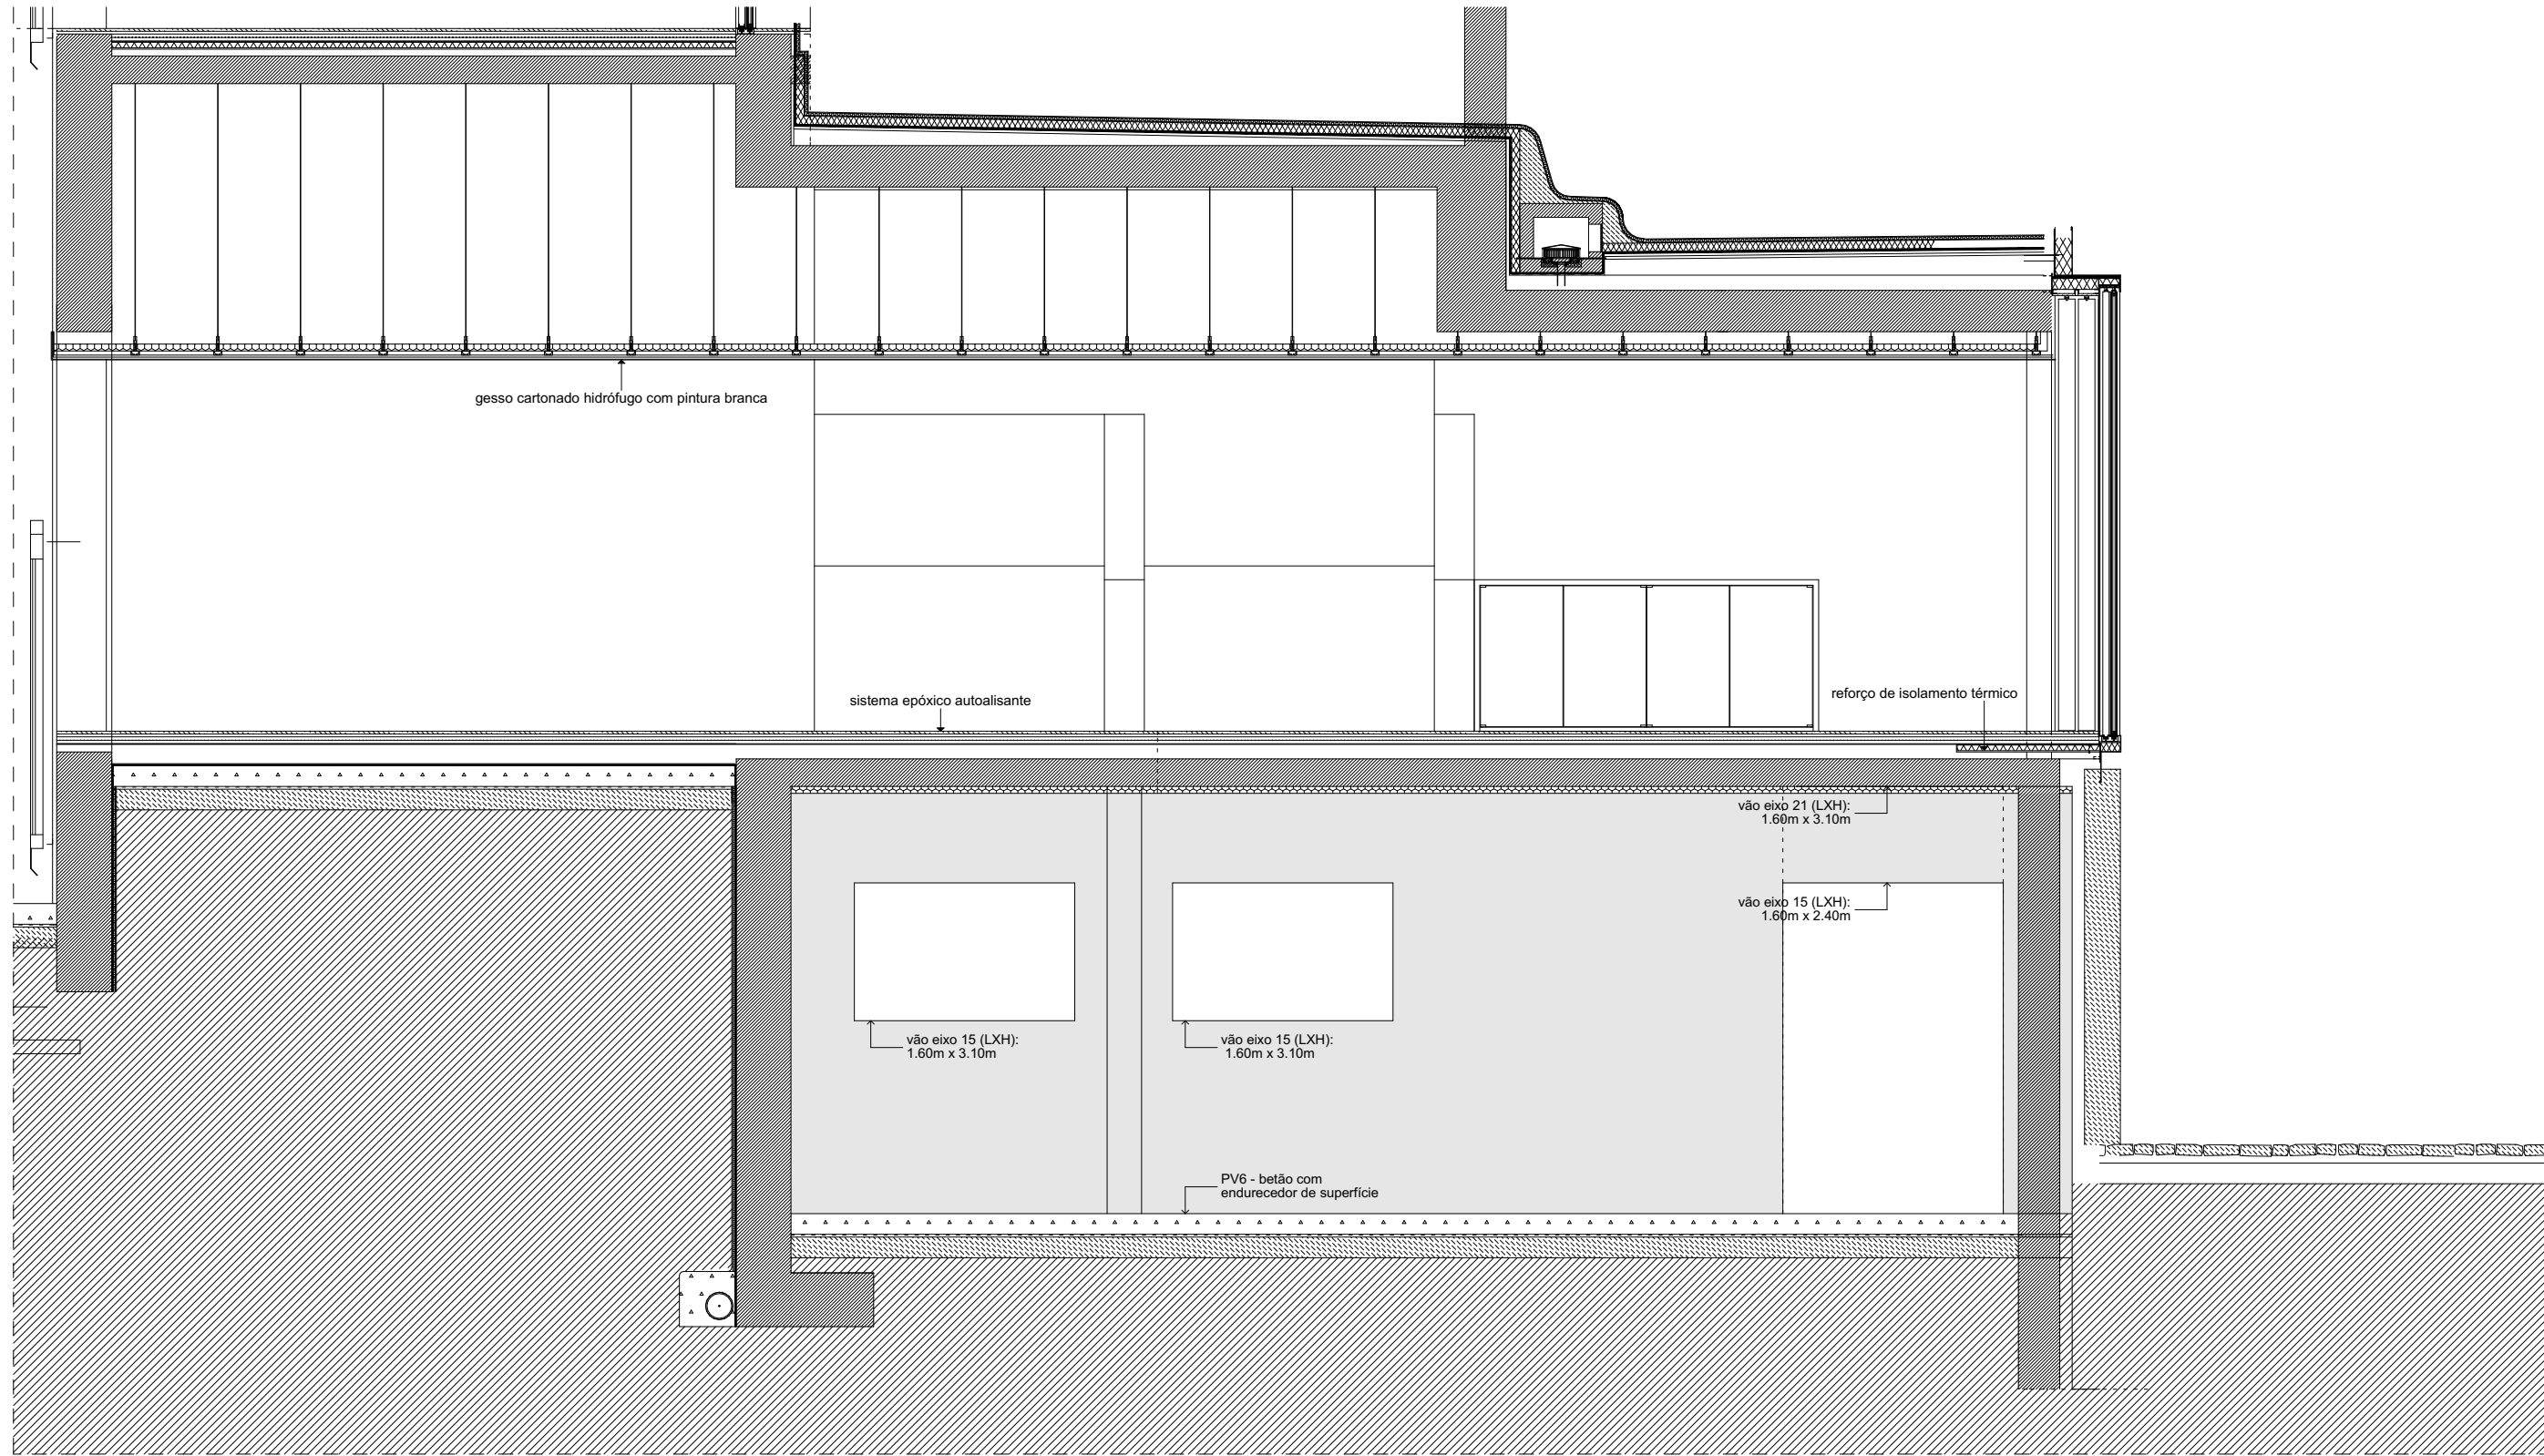 gesso cartonado hidrófugo com pintura branca
sistema epóxico autoalisante
reforço de isolamento térmico
vão eixo 21 (LXH):
1.60m x 3.10m
vão eixo 15 (LXH):
1.60m x 2.40m
vão eixo 15 (LXH):
1.60m x 3.10m
vão eixo 15 (LXH):
1.60m x 3.10m
PV6 - betão com
endurecedor de superfície